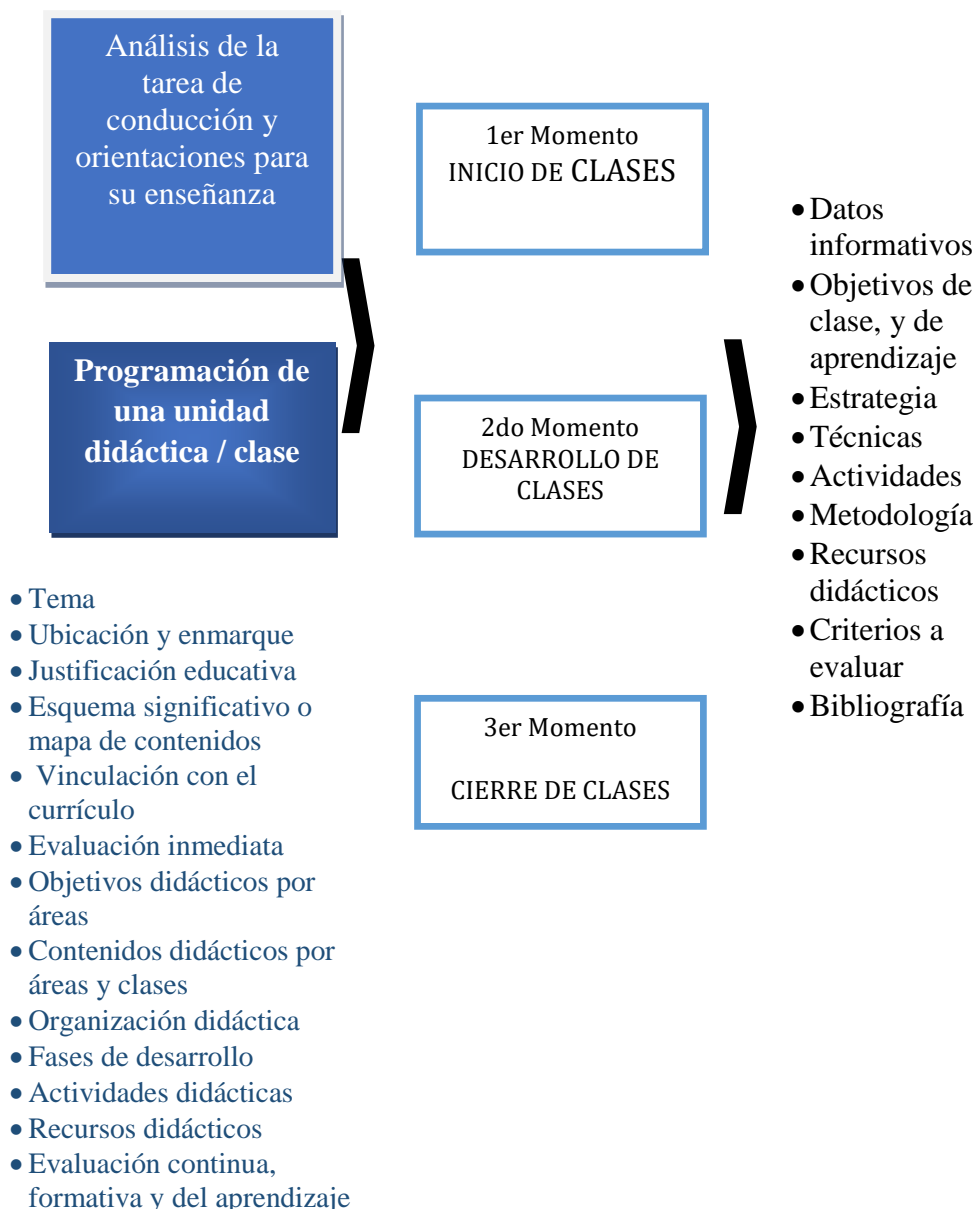 Análisis de la
tarea de
conducción y
orientaciones para
su enseñanza
Programación de
una unidad
didáctica / clase
• Tema
• Ubicación y enmarque
• Justificación educativa
• Esquema significativo o
mapa de contenidos
• Vinculación con el
currículo
• Evaluación inmediata
• Objetivos didácticos por
áreas
• Contenidos didácticos por
áreas y clases
• Organización didáctica
• Fases de desarrollo
• Actividades didácticas
• Recursos didácticos
• Evaluación continua,
formativa y del aprendizaje
1er Momento
INICIO DE CLASES
2do Momento
DESARROLLO DE
CLASES
3er Momento
CIERRE DE CLASES
• Datos
informativos
• Objetivos de
clase, y de
aprendizaje
• Estrategia
• Técnicas
• Actividades
• Metodología
• Recursos
didácticos
• Criterios a
evaluar
• Bibliografía